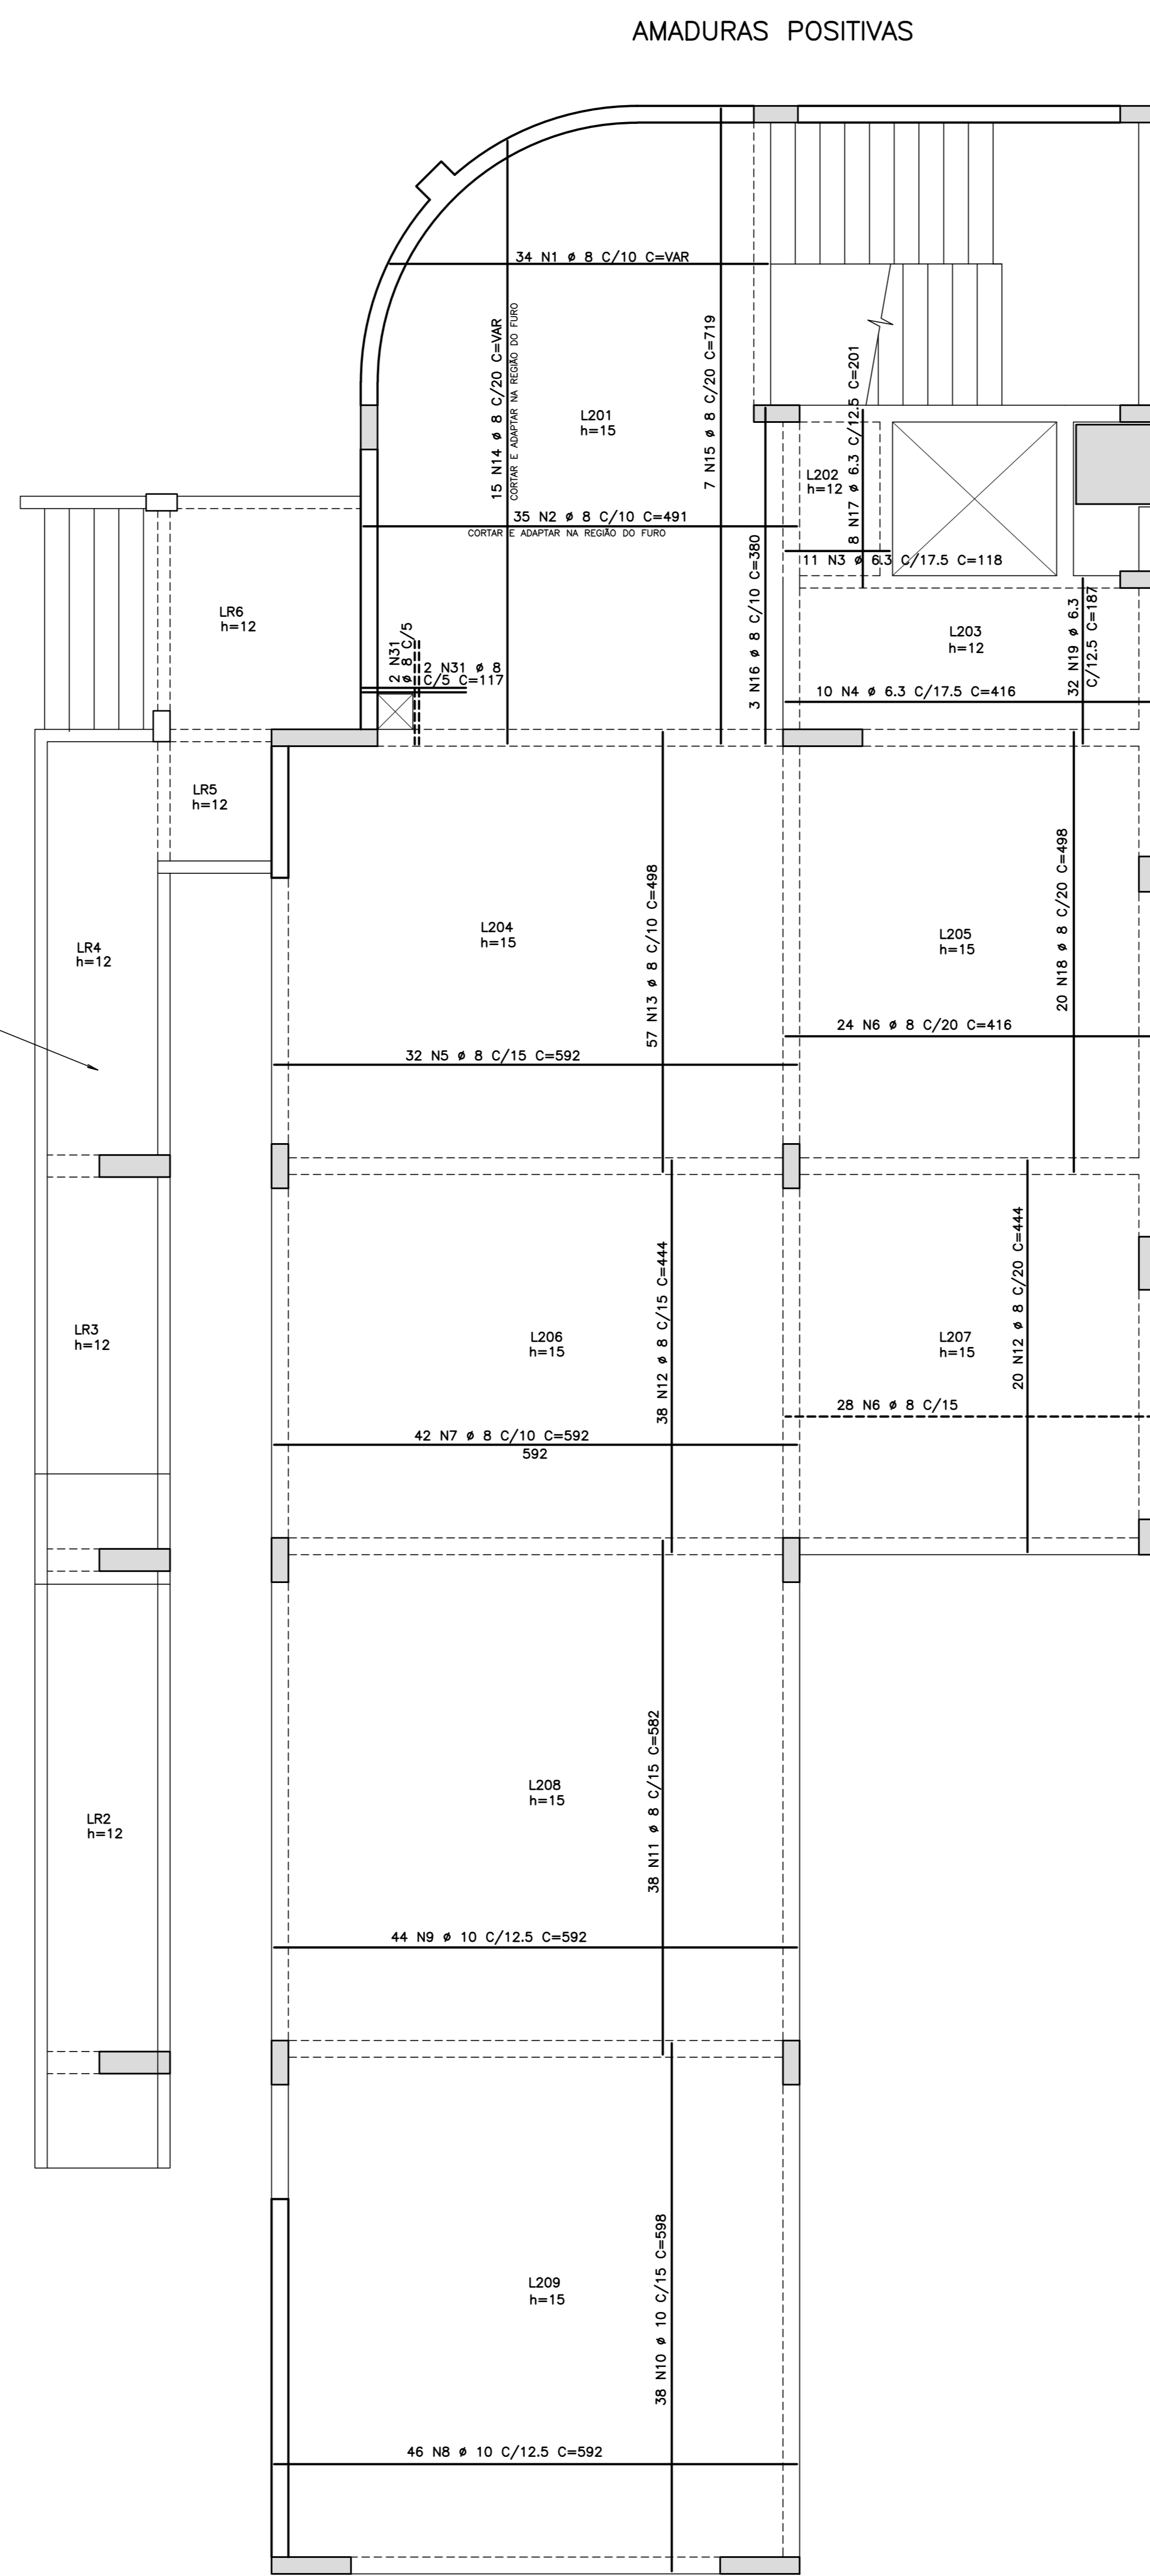 AMADURAS POSITIVAS
34 N1 ø 8 C/10 C=VAR
15 N14 ø 8 C/20 C=VAR
CORTAR E ADAPTAR NA REGIÃO DO FURO
7 N15 ø 8 C/20 C=719
8 N17 ø 6.3 C/12.5 C=201
L201
h=15
L202
h=12
35 N2 ø 8 C/10 C=491
CORTAR E ADAPTAR NA REGIÃO DO FURO
3 N16 ø 8 C/10 C=380
11 N3 ø 6.3 C/17.5 C=118
LR6
h=12
L203
h=12
32 N19 ø 6.3
C/12.5 C=187
2 N31
ø 8 C/5
2 N31 ø 8
C/5 C=117
10 N4 ø 6.3 C/17.5 C=416
LR5
h=12
L204
h=15
57 N13 ø 8 C/10 C=498
L205
h=15
20 N18 ø 8 C/20 C=498
LR4
h=12
24 N6 ø 8 C/20 C=416
32 N5 ø 8 C/15 C=592
LR3
h=12
L206
h=15
38 N12 ø 8 C/15 C=444
L207
h=15
20 N12 ø 8 C/20 C=444
28 N6 ø 8 C/15
42 N7 ø 8 C/10 C=592
592
L208
h=15
38 N11 ø 8 C/15 C=582
LR2
h=12
44 N9 ø 10 C/12.5 C=592
L209
h=15
38 N10 ø 10 C/15 C=598
46 N8 ø 10 C/12.5 C=592